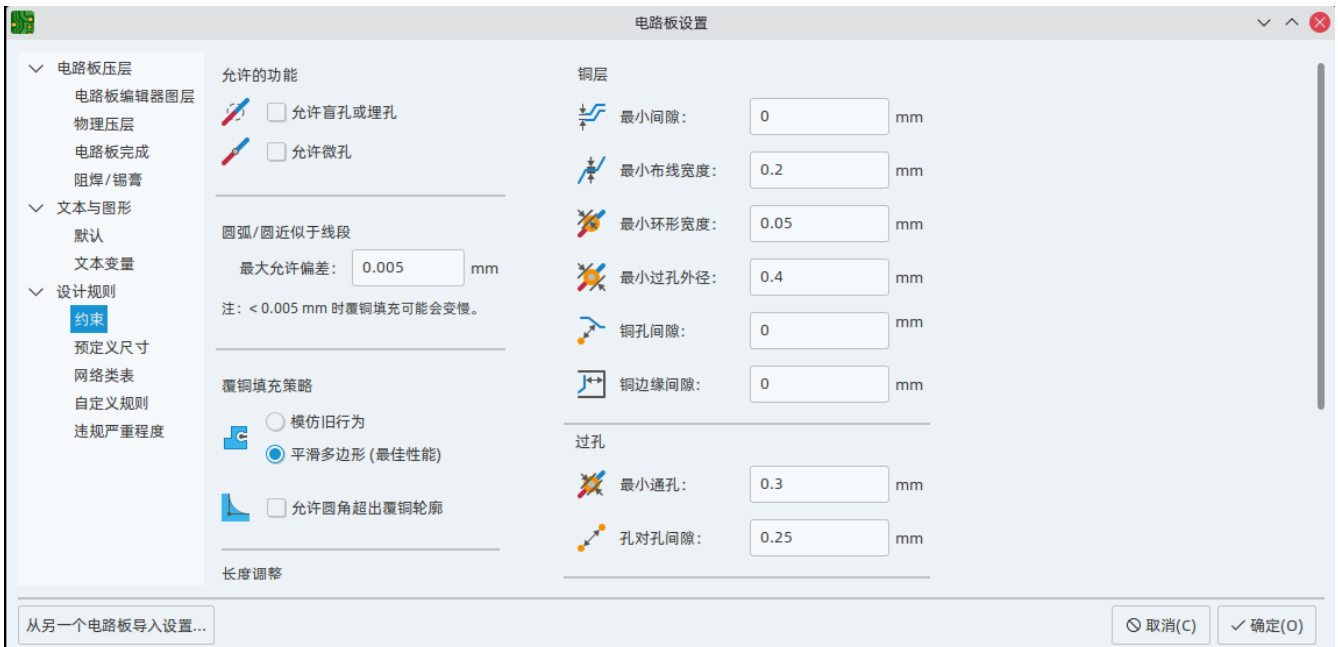 电路板设置
电路板压层
电路板编辑器图层
物理压层
电路板完成
阻焊/锡膏
文本与图形
默认
文本变量
设计规则
约束
预定义尺寸
网络类表
自定义规则
违规严重程度
允许的功能
允许盲孔或埋孔
允许微孔
圆弧/圆近似于线段
最大允许偏差: 0.005 mm
注: < 0.005 mm 时覆铜填充可能会变慢。
覆铜填充策略
模仿旧行为
平滑多边形 (最佳性能)
允许圆角超出覆铜轮廓
长度调整
铜层
最小间隙: 0 mm
最小布线宽度: 0.2 mm
最小环形宽度: 0.05 mm
最小过孔外径: 0.4 mm
铜孔间隙: 0 mm
铜边缘间隙: 0 mm
过孔
最小通孔: 0.3 mm
孔对孔间隙: 0.25 mm
从另一个电路板导入设置...
取消(C)
确定(O)